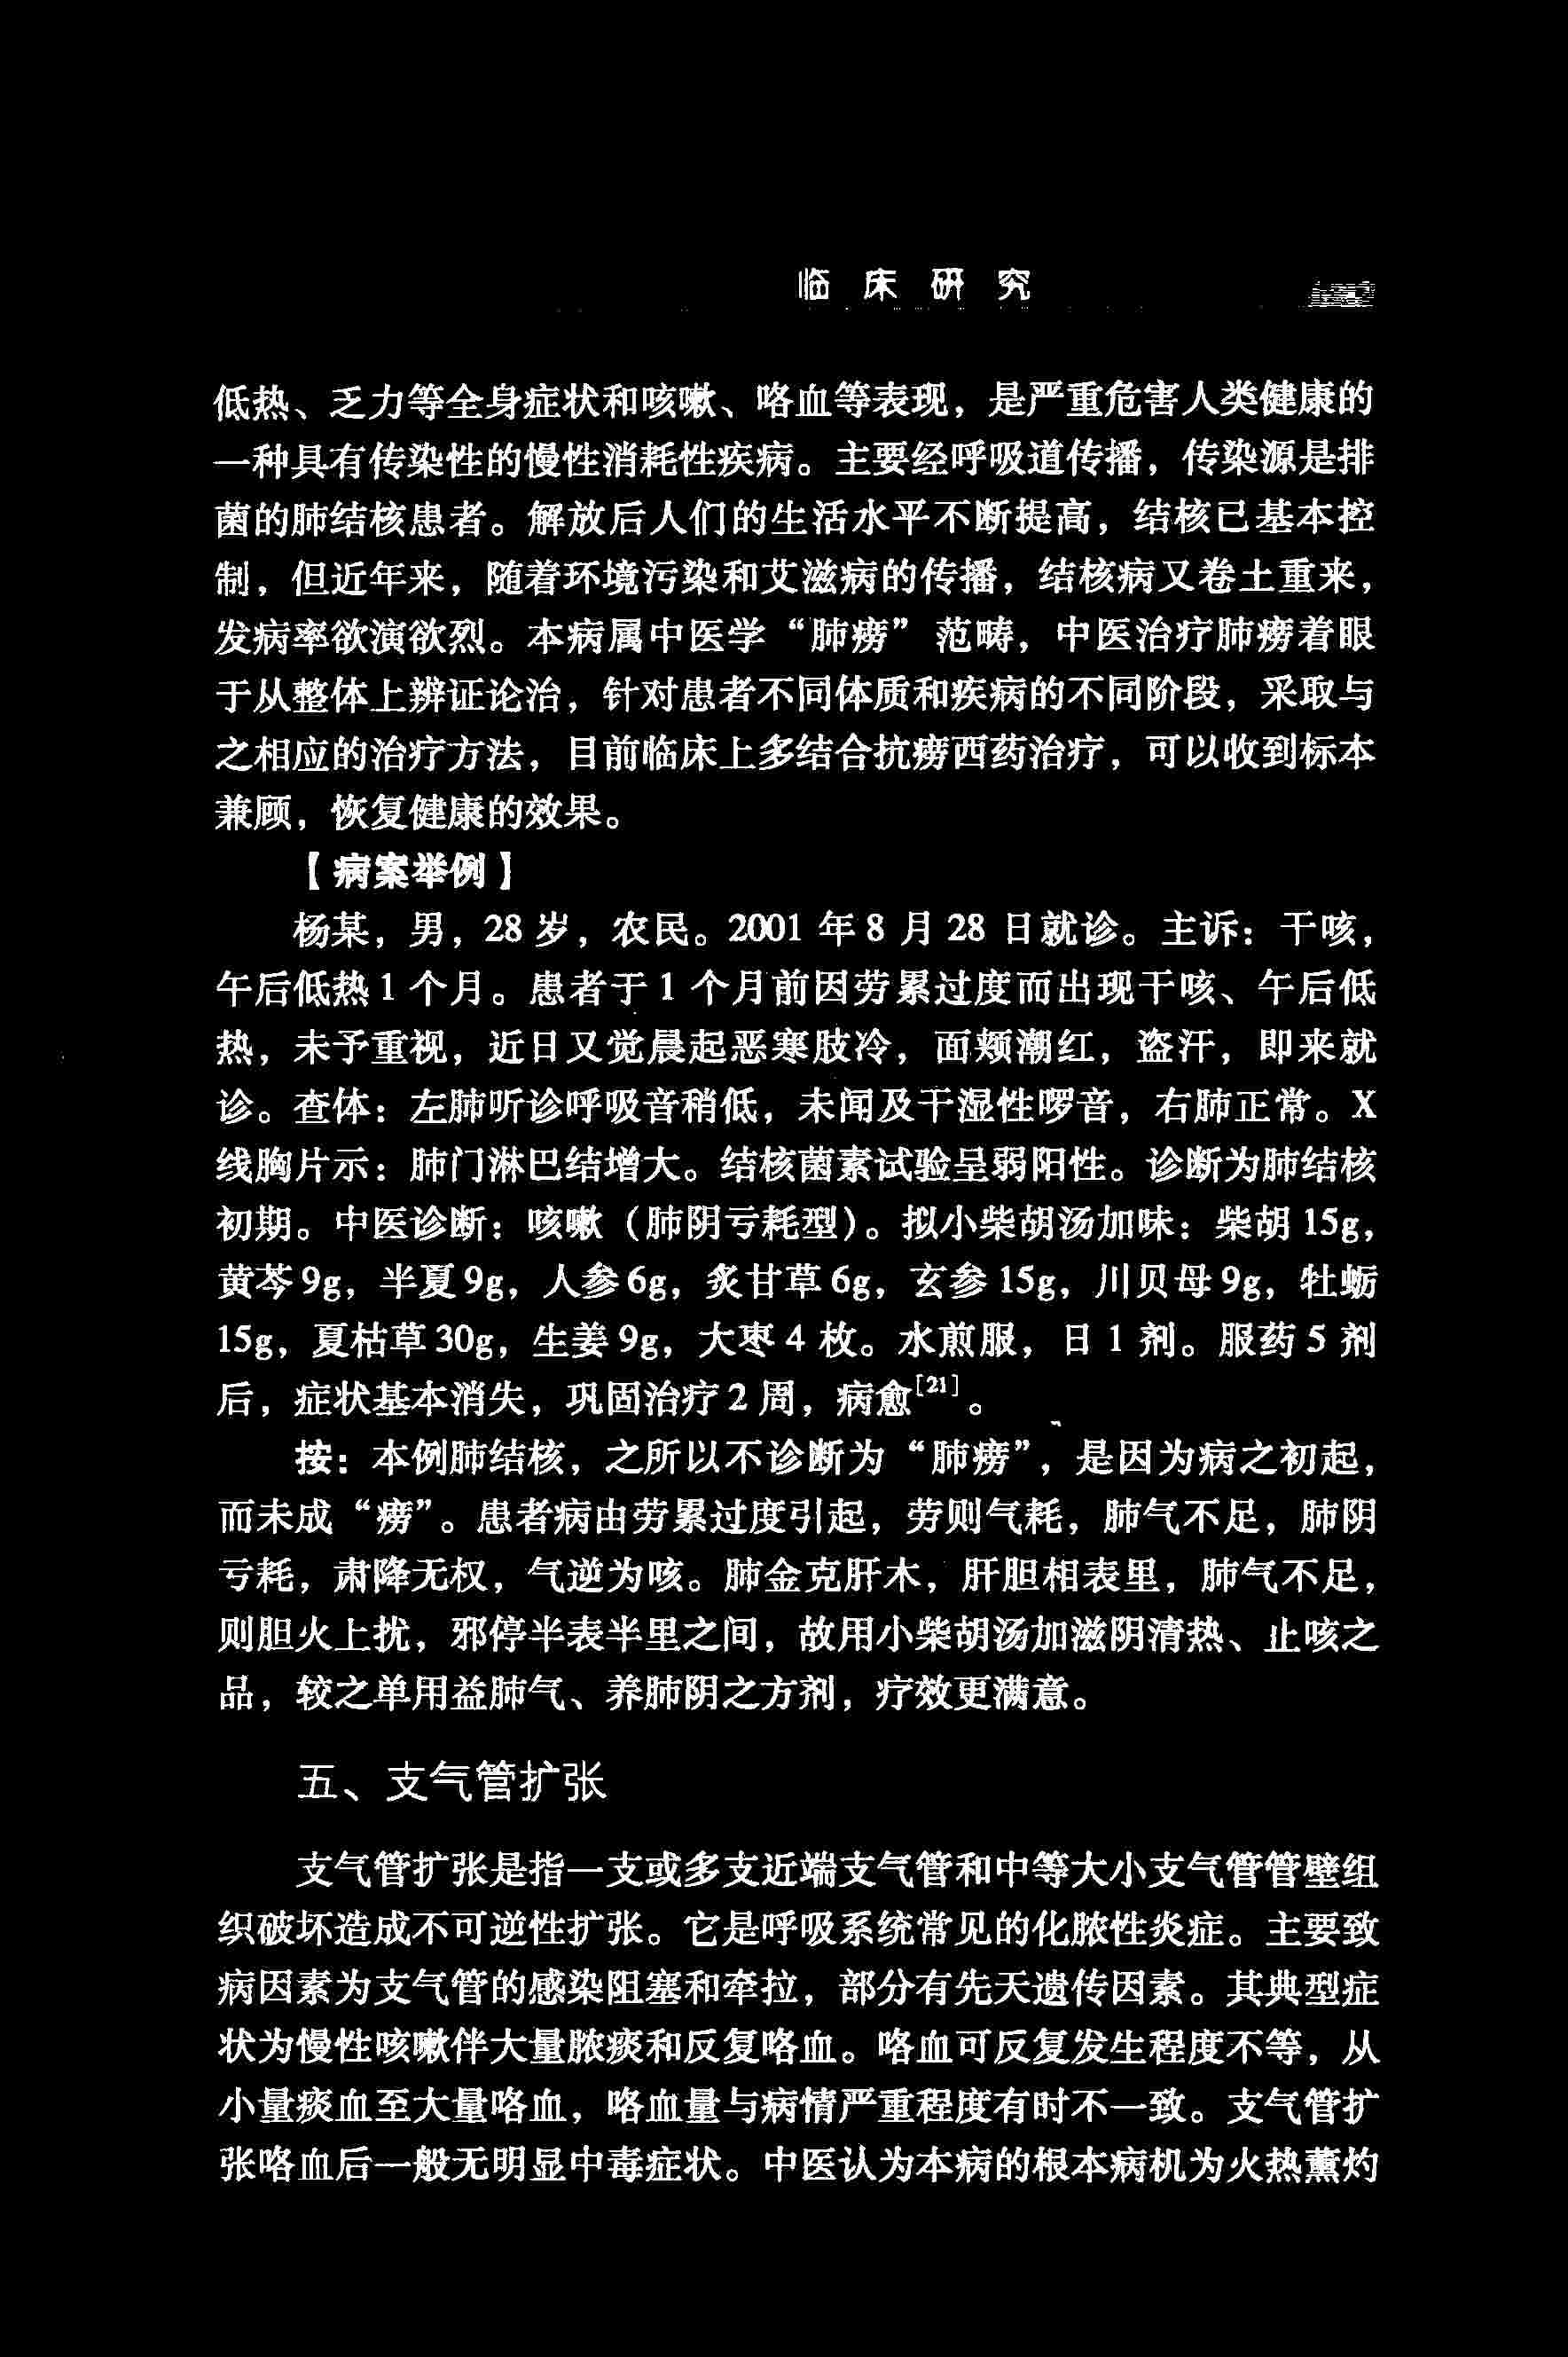 临床研究
低热、乏力等全身症状和咳嗽、咯血等表现，是严重危害人类健康的
一种具有传染性的慢性消耗性疾病。主要经呼吸道传播，传染源是排
菌的肺结核患者。解放后人们的生活水平不断提高，结核已基本控
制，但近年来，随着环境污染和艾滋病的传播，结核病又卷土重来，
发病率欲演欲烈。本病属中医学“肺痨”范畴，中医治疗肺痨着眼
于从整体上辨证论治，针对患者不同体质和疾病的不同阶段，采取与
之相应的治疗方法，目前临床上多结合抗痨西药治疗，可以收到标本
兼顾，恢复健康的效果。
【病案举例】
杨某，男，28岁，农民。2001年8月28日就诊。主诉：干咳，
午后低热1个月。患者于1个月前因劳累过度而出现干咳、午后低
热，未予重视，近日又觉晨起恶寒肢冷，面颊潮红，盗汗，即来就
诊。查体：左肺听诊呼吸音稍低，未闻及干湿性啰音，右肺正常。X
线胸片示：肺门淋巴结增大。结核菌素试验呈弱阳性。诊断为肺结核
初期。中医诊断：咳嗽（肺阴亏耗型）。拟小柴胡汤加味：柴胡15g，
黄芩9g，半夏9g，人参6g，炙甘草6g，玄参15g，川贝母9g，牡蛎
15g，夏枯草30g，生姜9g，大枣4枚。水煎服，日1剂。服药5剂
后，症状基本消失，巩固治疗2周，病愈[21]。
按：本例肺结核，之所以不诊断为“肺痨”，是因为病之初起，
而未成“痨”。患者病由劳累过度引起，劳则气耗，肺气不足，肺阴
亏耗，肃降无权，气逆为咳。肺金克肝木，肝胆相表里，肺气不足，
则胆火上扰，邪停半表半里之间，故用小柴胡汤加滋阴清热、止咳之
品，较之单用益肺气、养肺阴之方剂，疗效更满意。
五、支气管扩张
支气管扩张是指一支或多支近端支气管和中等大小支气管管壁组
织破坏造成不可逆性扩张。它是呼吸系统常见的化脓性炎症。主要致
病因素为支气管的感染阻塞和牵拉，部分有先天遗传因素。其典型症
状为慢性咳嗽伴大量脓痰和反复咯血。咯血可反复发生程度不等，从
小量痰血至大量咯血，咯血量与病情严重程度有时不一致。支气管扩
张咯血后一般无明显中毒症状。中医认为本病的根本病机为火热薰灼